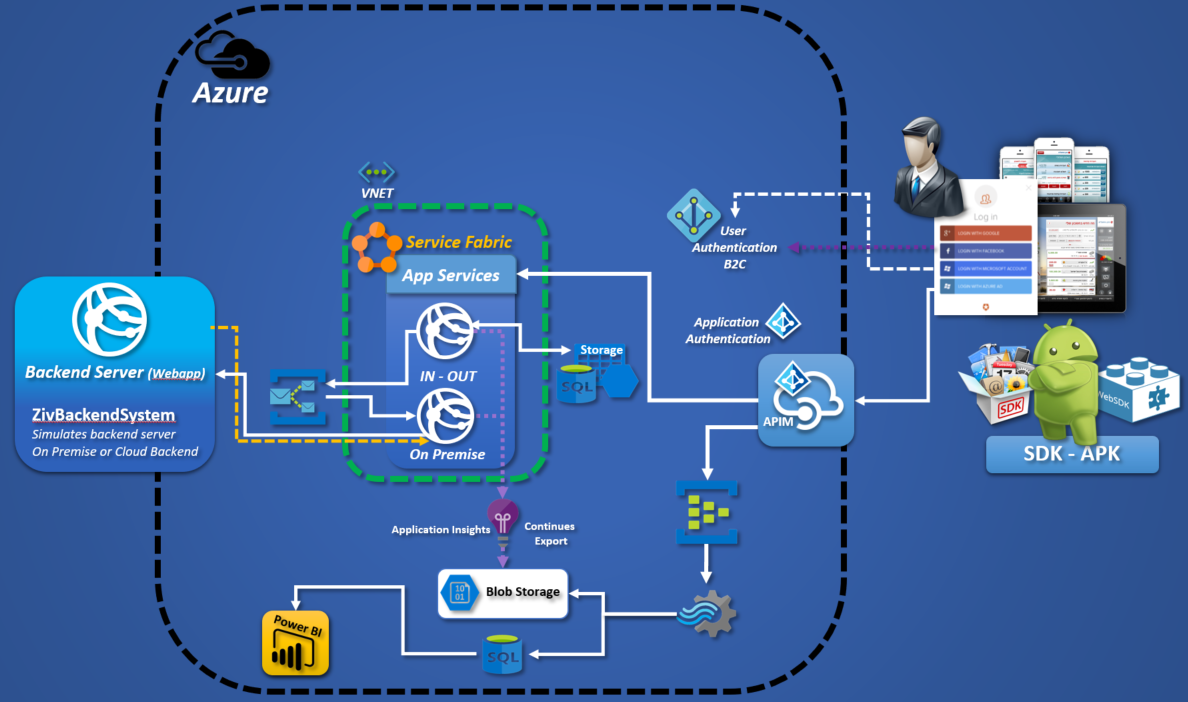 Azure
VNET
Service Fabric
App Services
IN - OUT
On Premise
Backend Server (Webapp)
ZivBackendSystem
Simulates backend server
On Premise or Cloud Backend
Storage
SQL
User
Authentication
B2C
Application
Authentication
APIM
Log in
LOGIN WITH GOOGLE
LOGIN WITH FACEBOOK
LOGIN WITH MICROSOFT ACCOUNT
LOGIN WITH AZURE AD
SDK
WebSDK
SDK - APK
Application Insights
Continues
Export
10
01
Blob Storage
SQL
Power BI